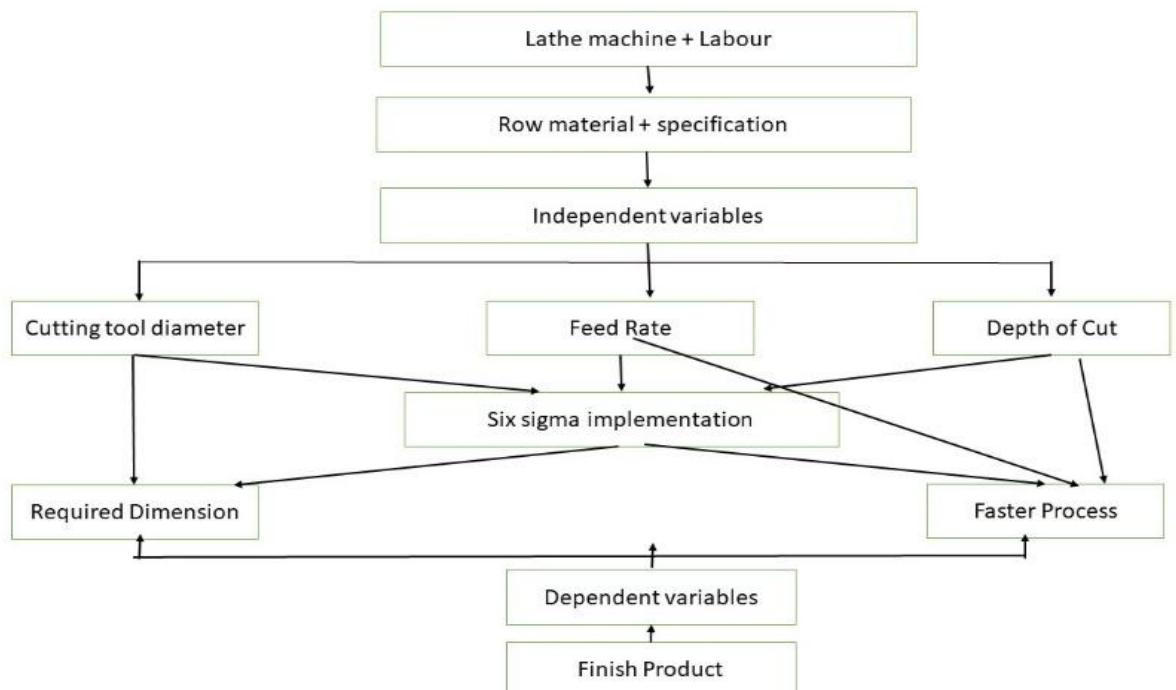 Lathe machine + Labour
Row material + specification
Independent variables
Cutting tool diameter
Feed Rate
Depth of Cut
Six sigma implementation
Required Dimension
Faster Process
Dependent variables
Finish Product